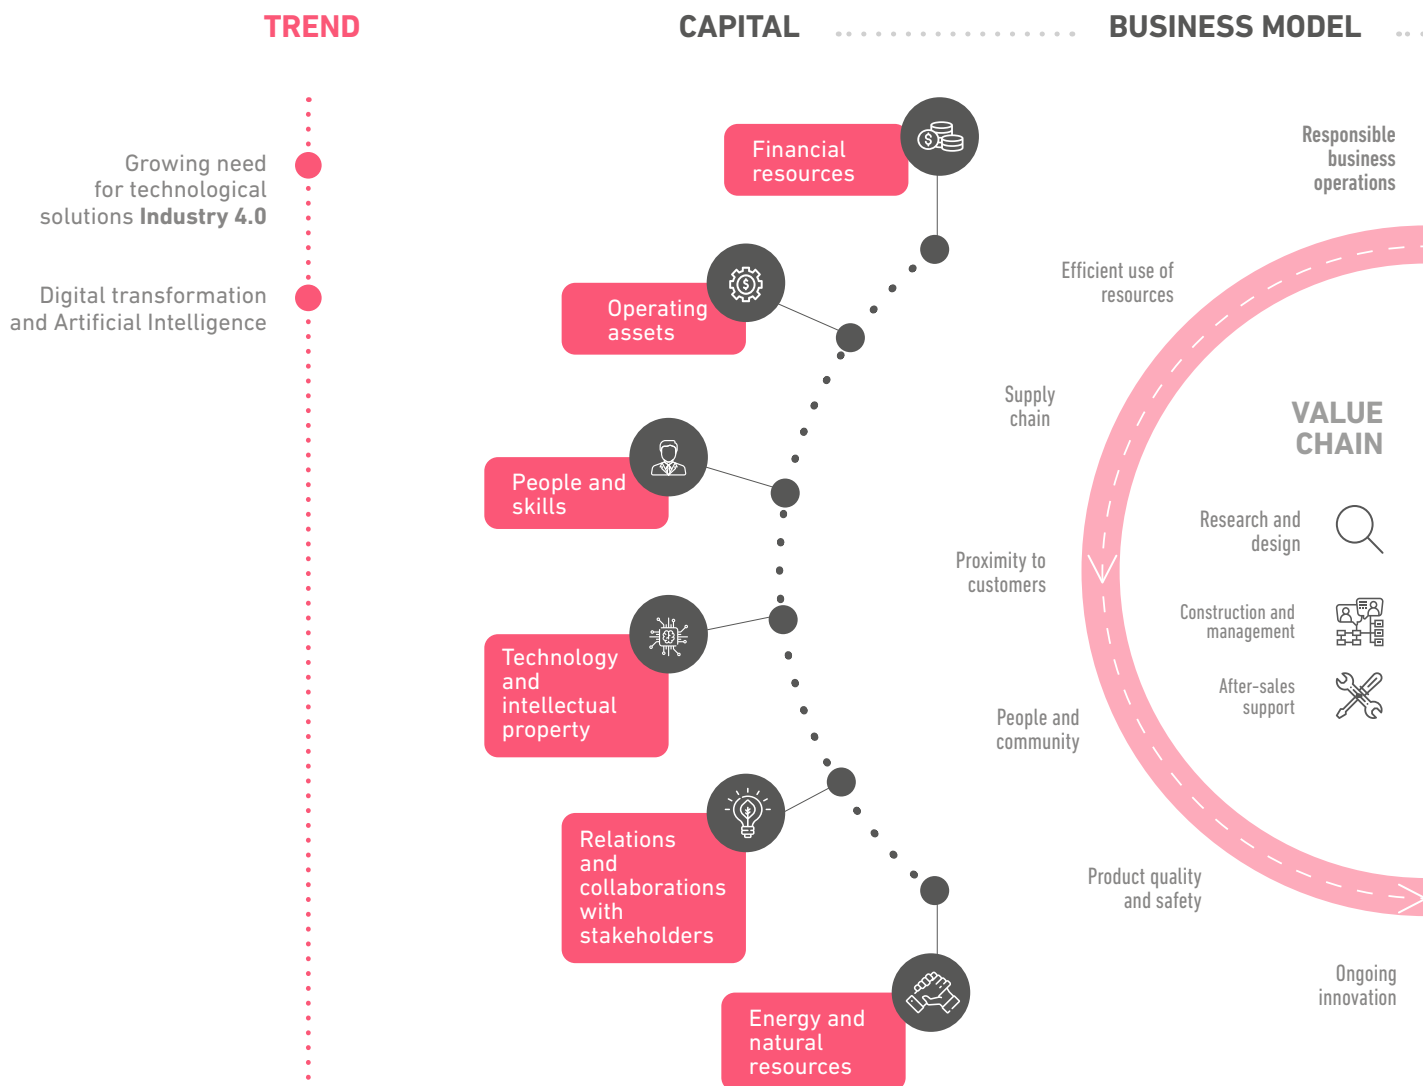 TREND
CAPITAL
BUSINESS MODEL
Growing need
for technological
solutions Industry 4.0
Digital transformation
and Artificial Intelligence
Financial
resources
Operating
assets
People and
skills
Technology
and
intellectual
property
Relations
and
collaborations
with
stakeholders
Energy and
natural
resources
Responsible
business
operations
Efficient use of
resources
Supply
chain
Proximity to
customers
People and
community
Product quality
and safety
Ongoing
innovation
VALUE
CHAIN
Research and
design
Construction and
management
After-sales
support